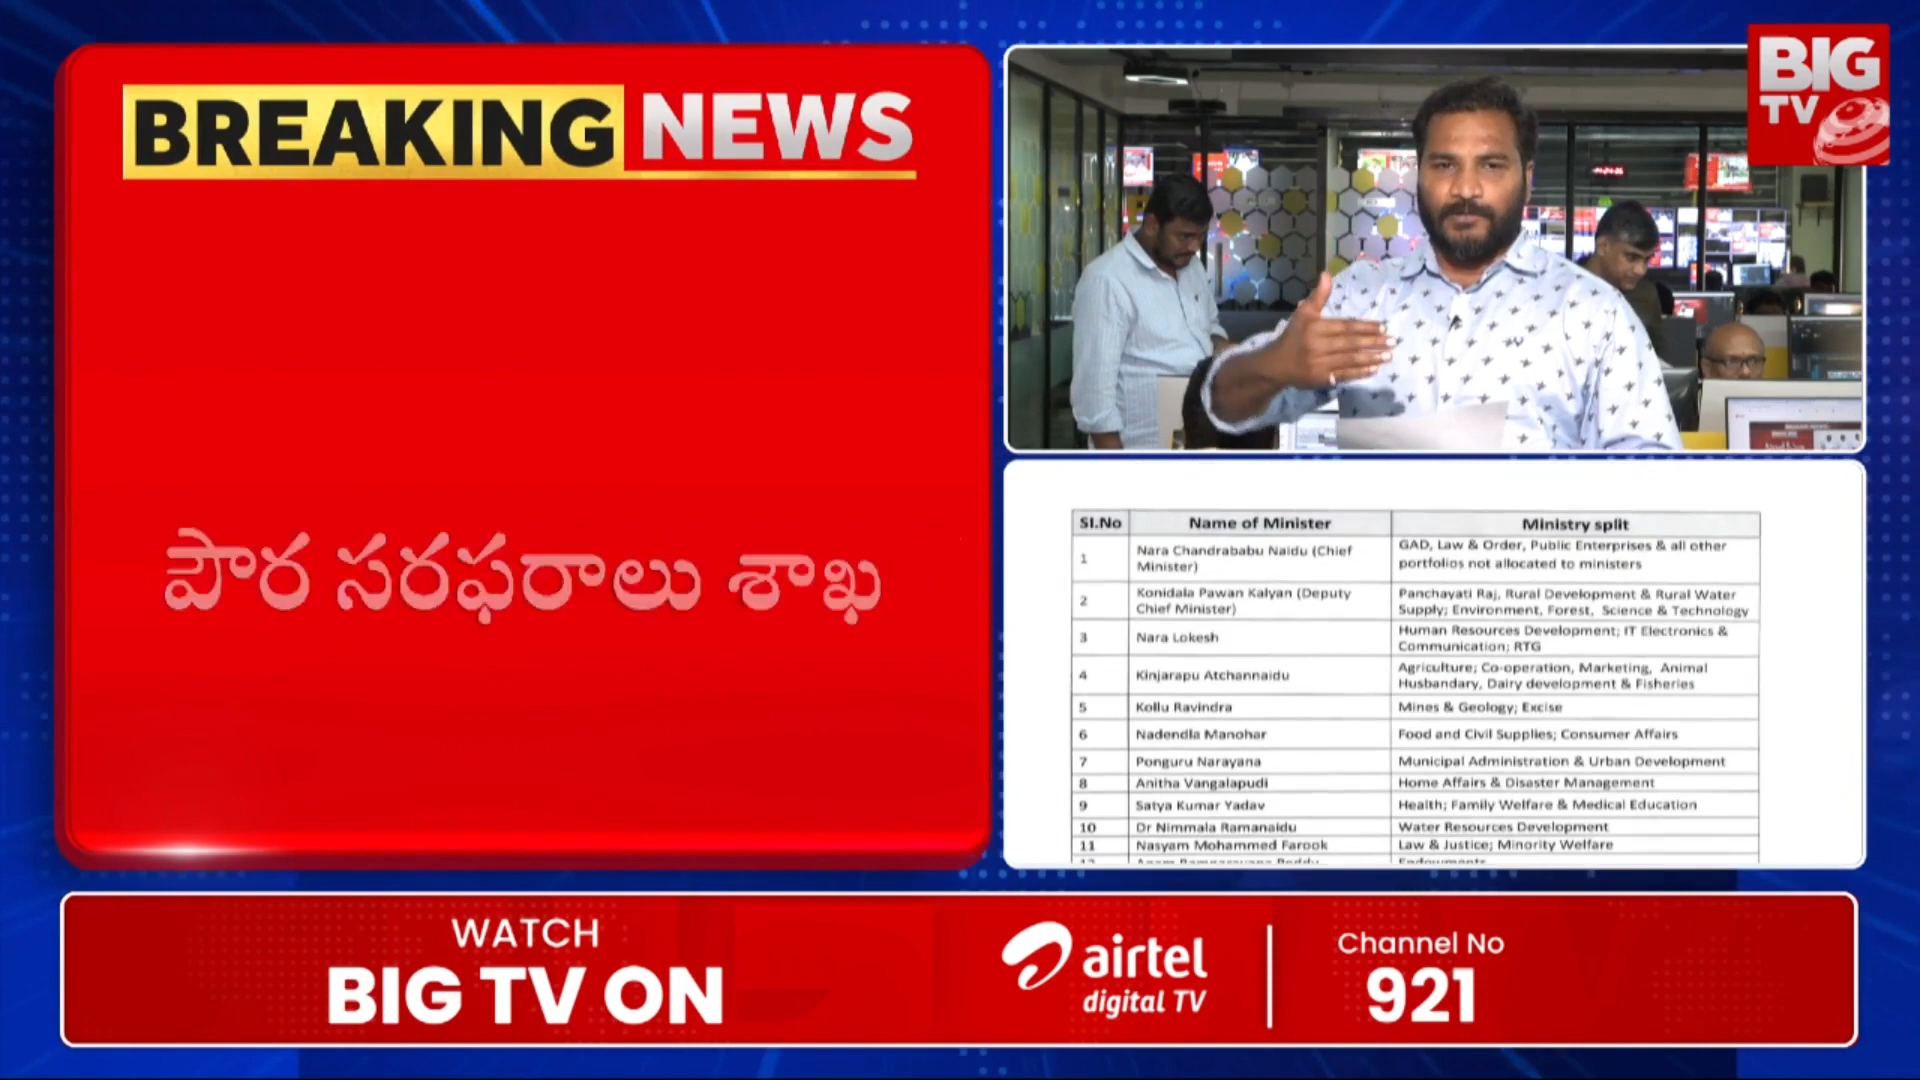 BREAKING NEWS
పౌర సరఫరాలు శాఖ
BIG
TV
Sl.No Name of Minister Ministry split
1 Nara Chandrababu Naidu (Chief Minister) GAD, Law & Order, Public Enterprises & all other portfolios not allocated to ministers
2 Konidala Pawan Kalyan (Deputy Chief Minister) Panchayati Raj, Rural Development & Rural Water Supply; Environment, Forest, Science & Technology
3 Nara Lokesh Human Resources Development; IT Electronics & Communication; RTG
4 Kinjarapu Atchannaidu Agriculture; Co-operation, Marketing, Animal Husbandary, Dairy development & Fisheries
5 Kollu Ravindra Mines & Geology; Excise
6 Nadendla Manohar Food and Civil Supplies; Consumer Affairs
7 Ponguru Narayana Municipal Administration & Urban Development
8 Anitha Vangalapudi Home Affairs & Disaster Management
9 Satya Kumar Yadav Health; Family Welfare & Medical Education
10 Dr Nimmala Ramanaidu Water Resources Development
11 Nasyam Mohammed Farook Law & Justice; Minority Welfare
WATCH
BIG TV ON
airtel
digital TV
Channel No
921